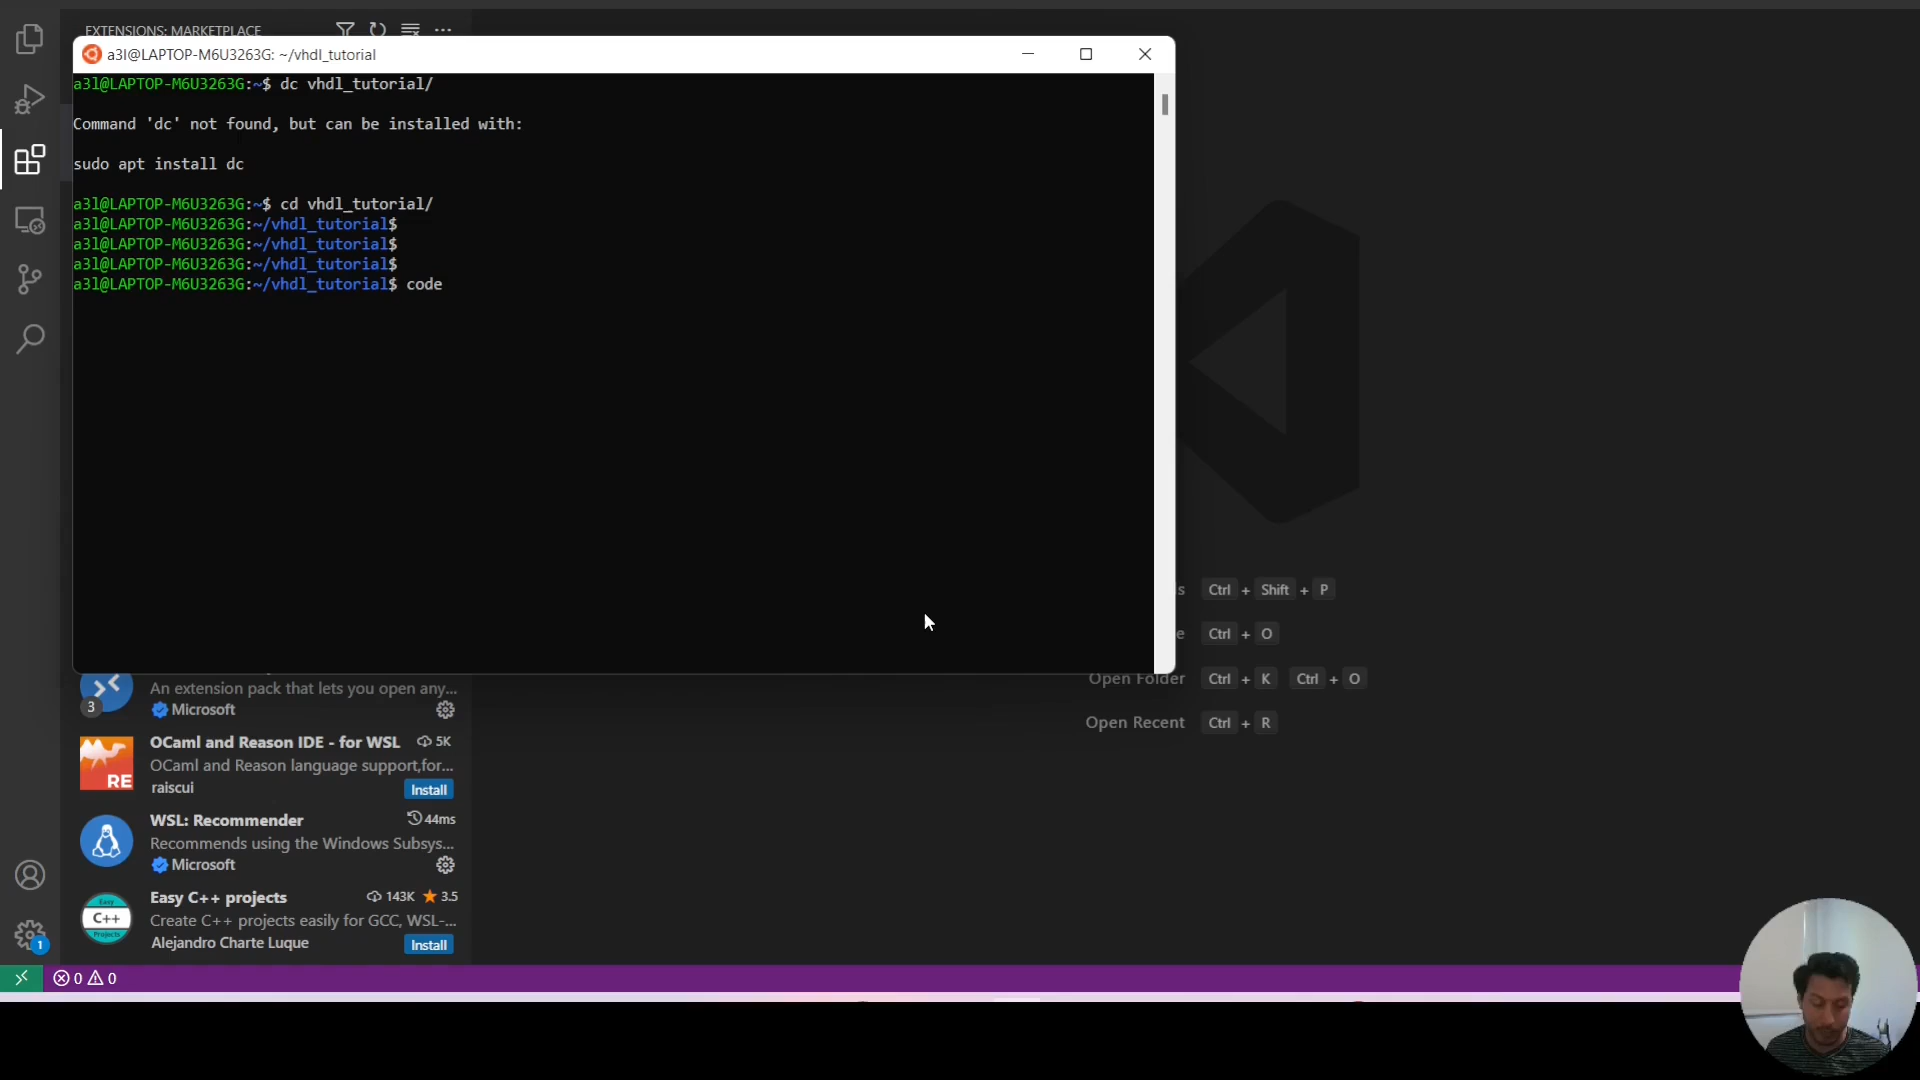 EXTENSIONS: MARKETPLACE
a3l@LAPTOP-M6U3263G: ~/vhdl_tutorial
a3l@LAPTOP-M6U3263G:~$ dc vhdl_tutorial/
Command 'dc' not found, but can be installed with:
sudo apt install dc
a3l@LAPTOP-M6U3263G:~$ cd vhdl_tutorial/
a3l@LAPTOP-M6U3263G:~/vhdl_tutorial$
a3l@LAPTOP-M6U3263G:~/vhdl_tutorial$
a3l@LAPTOP-M6U3263G:~/vhdl_tutorial$
a3l@LAPTOP-M6U3263G:~/vhdl_tutorial$ code
s Ctrl + Shift + P
e Ctrl + O
Open Folder Ctrl + K Ctrl + O
Open Recent Ctrl + R
An extension pack that lets you open any...
3
Microsoft
OCaml and Reason IDE - for WSL 5K
RE
OCaml and Reason language support,for...
raiscui
Install
WSL: Recommender 44ms
Recommends using the Windows Subsys...
Microsoft
Easy C++ projects 143K 3.5
Easy
C++
Projects
Create C++ projects easily for GCC, WSL-...
Alejandro Charte Luque
Install
1
0 0